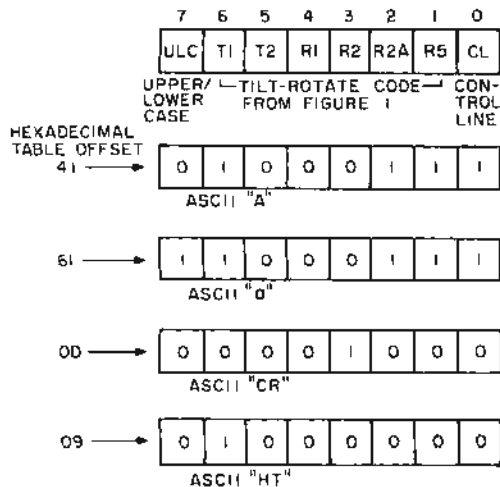 7 6 5 4 3 2 1 0
ULC T1 T2 R1 R2 R2A R5 CL
UPPER/ TILT-ROTATE CODE CON-
LOWER FROM FIGURE 1 TROL
CASE LINE
HEXADECIMAL
TABLE OFFSET
41 0 1 0 0 0 1 1 1
ASCII "A"
61 1 1 0 0 0 1 1 1
ASCII "a"
0D 0 0 0 0 1 0 0 0
ASCII "CR"
09 0 1 0 0 0 0 0 0
ASCII "HT"